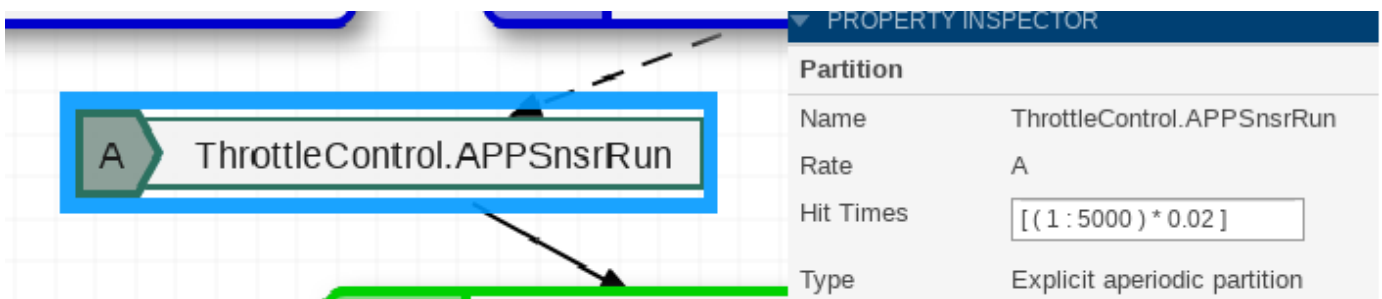 PROPERTY INSPECTOR
Partition
A ThrottleControl.APPSnsrRun
Name ThrottleControl.APPSnsrRun
Rate A
Hit Times [ ( 1 : 5000 ) * 0.02 ]
Type Explicit aperiodic partition